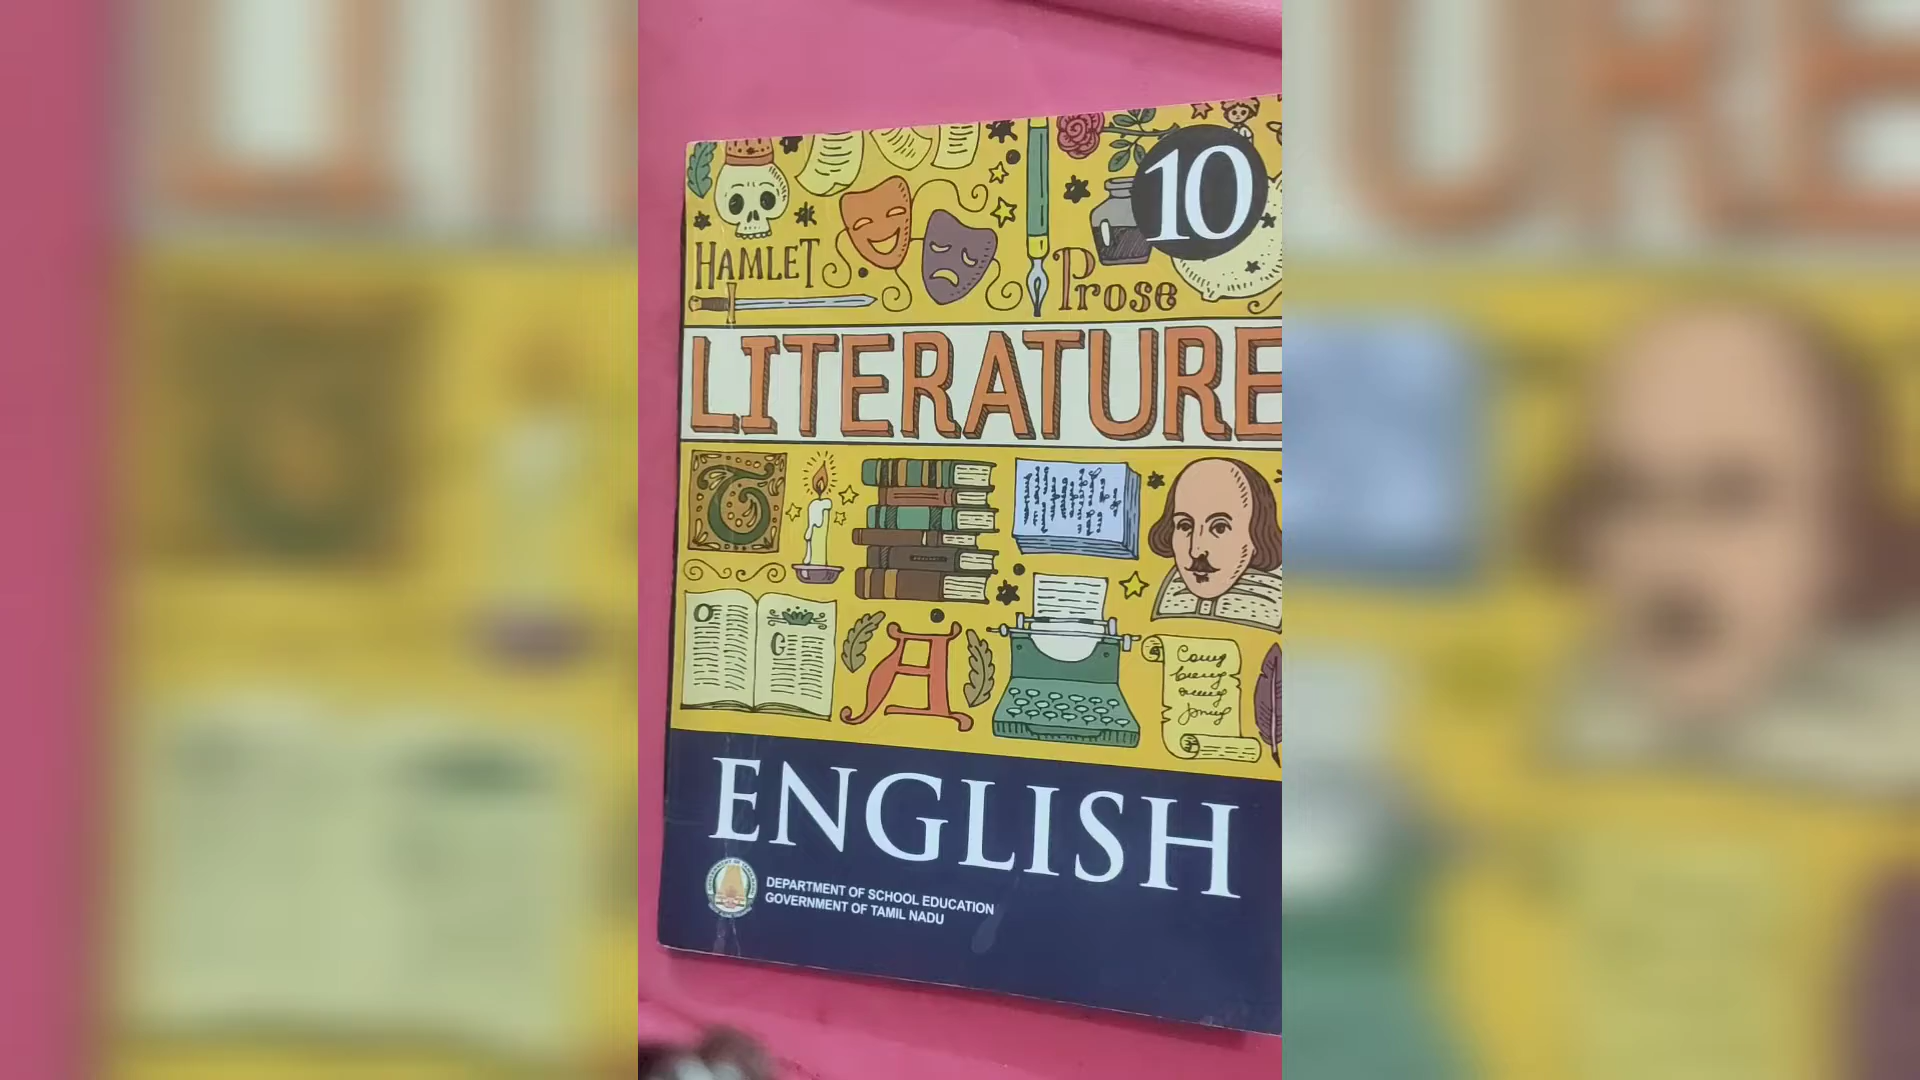 10
HAMLET
Prose
LITERATURE
T
O
G
A
ENGLISH
DEPARTMENT OF SCHOOL EDUCATION
GOVERNMENT OF TAMIL NADU